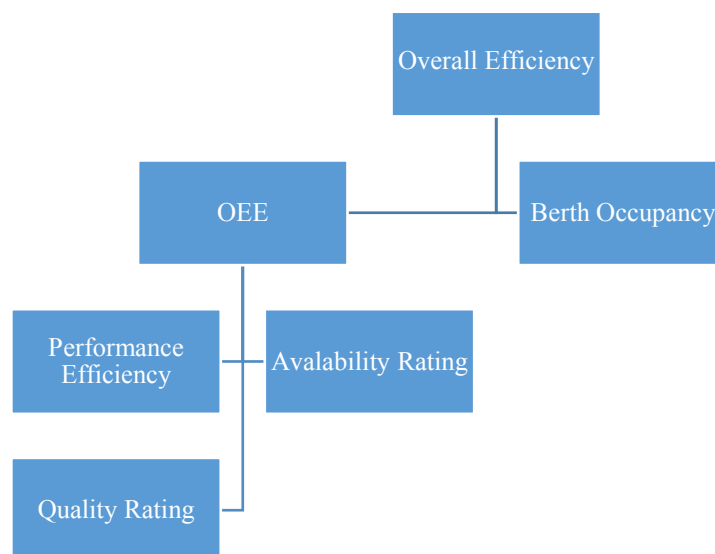 Overall Efficiency
OEE
Berth Occupancy
Performance
Efficiency
Avalability Rating
Quality Rating